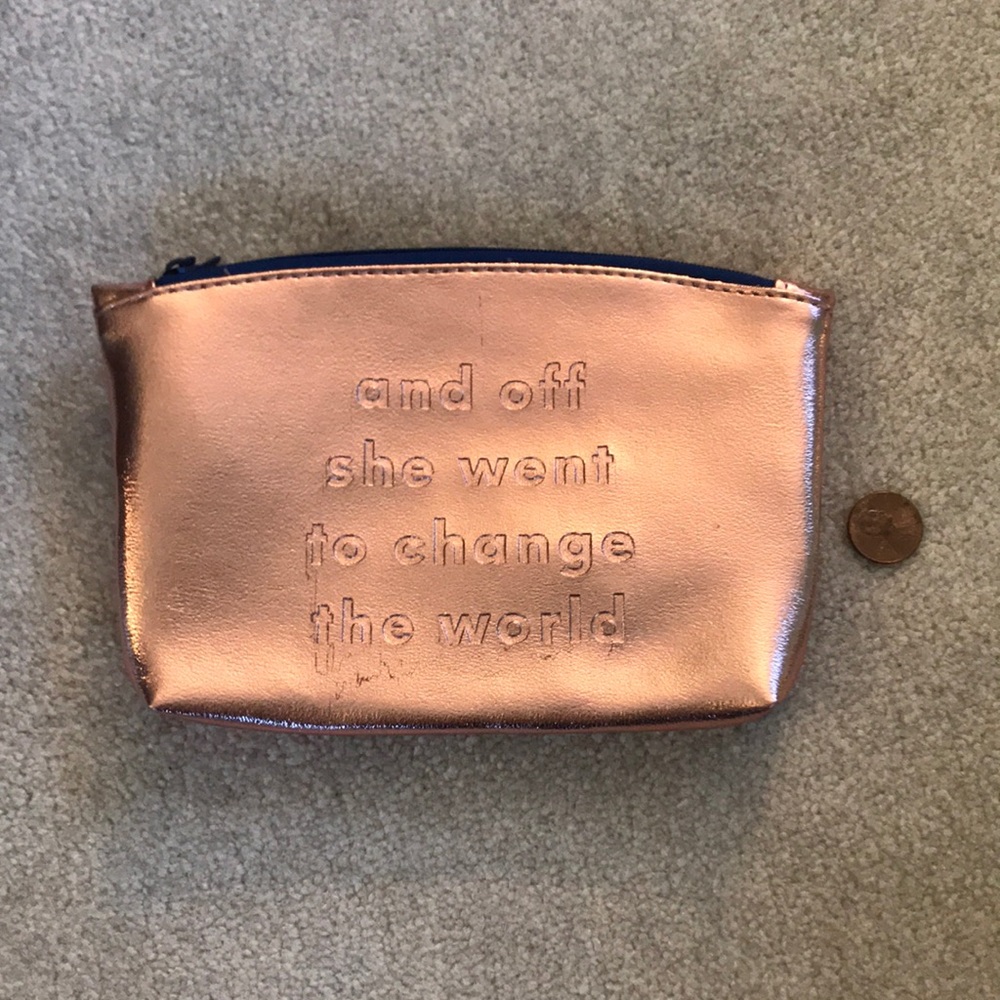 and off
she went
to change
the world